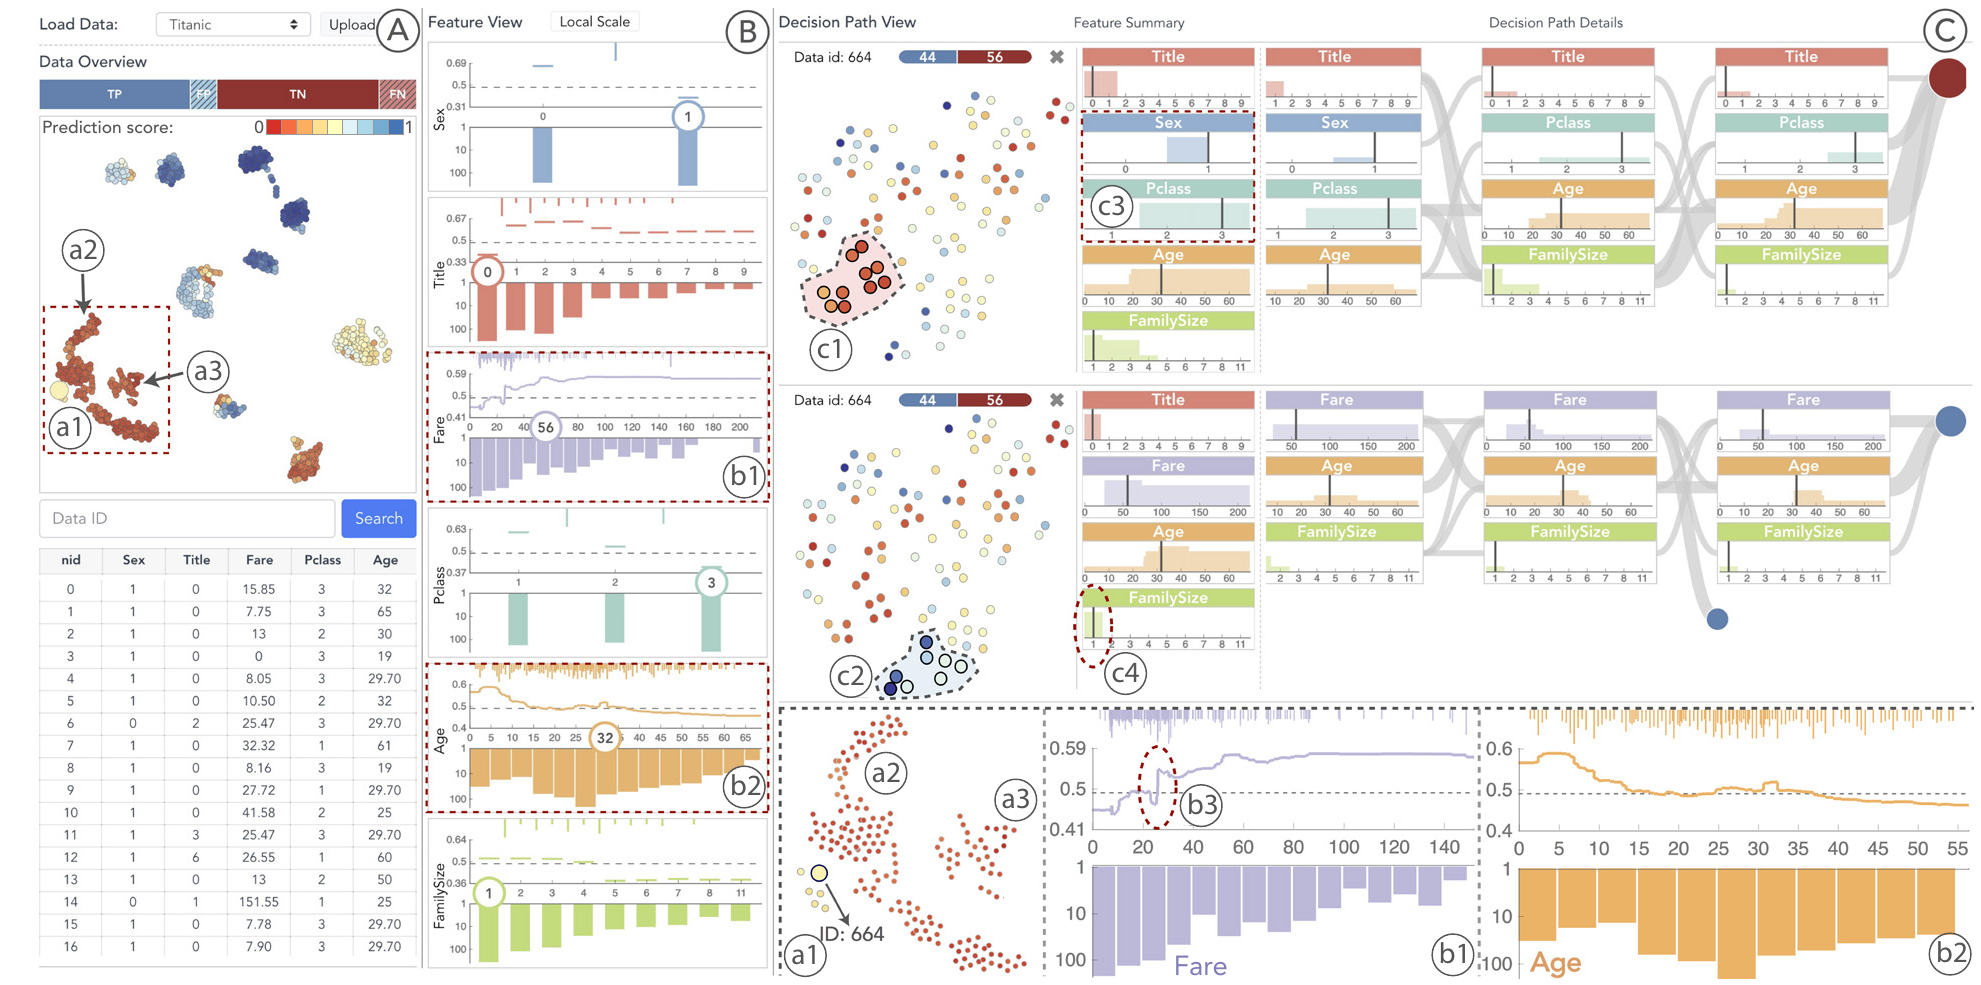 Load Data:
Titanic
Upload
A
Data Overview
TP
FP
TN
FN
Prediction score:
0
1
a2
a3
a1
Data ID
Search
nid Sex Title Fare Pclass Age
0 1 0 15.85 3 32
1 1 0 7.75 3 65
2 1 0 13 2 30
3 1 0 0 3 19
4 1 0 8.05 3 29.70
5 1 0 10.50 2 32
6 0 2 25.47 3 29.70
7 1 0 32.32 1 61
8 1 0 8.16 3 19
9 1 0 27.72 1 29.70
10 1 0 41.58 2 25
11 1 3 25.47 3 29.70
12 1 6 26.55 1 60
13 1 0 13 2 50
14 0 1 151.55 1 25
15 1 0 7.78 3 29.70
16 1 0 7.90 3 29.70
Feature View
Local Scale
B
0.69
0.5
0.31
Sex
0 1
1
10
100
0.67
0.5
0.33
Title
0 1 2 3 4 5 6 7 8 9
1
10
100
0.59
0.5
0.41
Fare
0 20 40 56 80 100 120 140 160 180 200
1
10
100
b1
0.63
0.5
0.37
Pclass
1 2 3
1
10
100
0.6
0.5
0.4
Age
0 5 10 15 20 25 32 40 45 50 55 60 65
1
10
100
b2
0.64
0.5
0.36
FamilySize
1 2 3 4 5 6 7 8 11
1
10
100
Decision Path View
Feature Summary
Decision Path Details
C
Data id: 664
44 56
✖
c1
Title
0 1 2 3 4 5 6 7 8 9
Sex
0 1
Pclass
c3
1 2 3
Age
0 10 20 30 40 50 60
FamilySize
1 2 3 4 5 6 7 8 11
Title
1 2 3 4 5 6 7 8 9
Sex
0 1
Pclass
1 2 3
Age
10 20 30 40 50 60
Title
0 1 2 3 4 5 6 7 8 9
Pclass
1 2 3
Age
0 10 20 30 40 50 60
FamilySize
1 2 3 4 5 6 7 8 11
Title
0 1 2 3 4 5 6 7 8 9
Pclass
1 2 3
Age
0 10 20 30 40 50 60
FamilySize
1 2 3 4 5 6 7 8 11
Data id: 664
44 56
✖
c2
Title
0 1 2 3 4 5 6 7 8 9
Fare
50 100 150 200
Age
0 10 20 30 40 50 60
FamilySize
1 2 3 4 5 6 7 8 11
c4
Fare
50 100 150 200
Age
10 20 30 40 50 60
FamilySize
2 3 4 5 6 7 8 11
Fare
0 50 100 150 200
Age
0 10 20 30 40 50 60
FamilySize
1 2 3 4 5 6 7 8 11
Fare
0 50 100 150 200
Age
0 10 20 30 40 50 60
FamilySize
1 2 3 4 5 6 7 8 11
a2
a3
ID: 664
a1
0.59
0.5
0.41
b3
0 20 40 60 80 100 120 140
1
10
100
Fare
b1
0.6
0.5
0.4
0 5 10 15 20 25 30 35 40 45 50 55
1
10
100
Age
b2